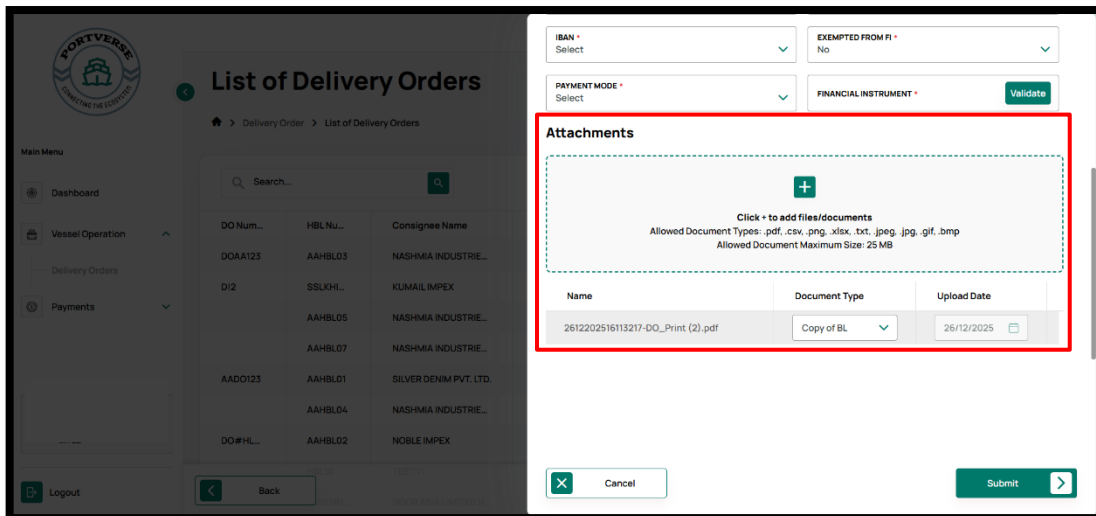 PORTVERSE
CONNECTING THE ECOSYSTEM
List of Delivery Orders
Delivery Order > List of Delivery Orders
Main Menu
Dashboard
Vessel Operation
Delivery Orders
Payments
Logout
Search...
DO Num... HBL Nu... Consignee Name
DOAA123 AAHBL03 NASHMIA INDUSTRIE...
D!2 SSLKHI... KUMAIL IMPEX
AAHBL05 NASHMIA INDUSTRIE...
AAHBL07 NASHMIA INDUSTRIE...
AADO123 AAHBL01 SILVER DENIM PVT. LTD.
AAHBL04 NASHMIA INDUSTRIE...
DO#HL... AAHBL02 NOBLE IMPEX
Back
IBAN *
Select
EXEMPTED FROM FI *
No
PAYMENT MODE *
Select
FINANCIAL INSTRUMENT *
Validate
Attachments
Click + to add files/documents
Allowed Document Types: .pdf, .csv, .png, .xlsx, .txt, .jpeg, .jpg, .gif, .bmp
Allowed Document Maximum Size: 25 MB
Name Document Type Upload Date
2612202516113217-DO_Print (2).pdf Copy of BL 26/12/2025
Cancel
Submit